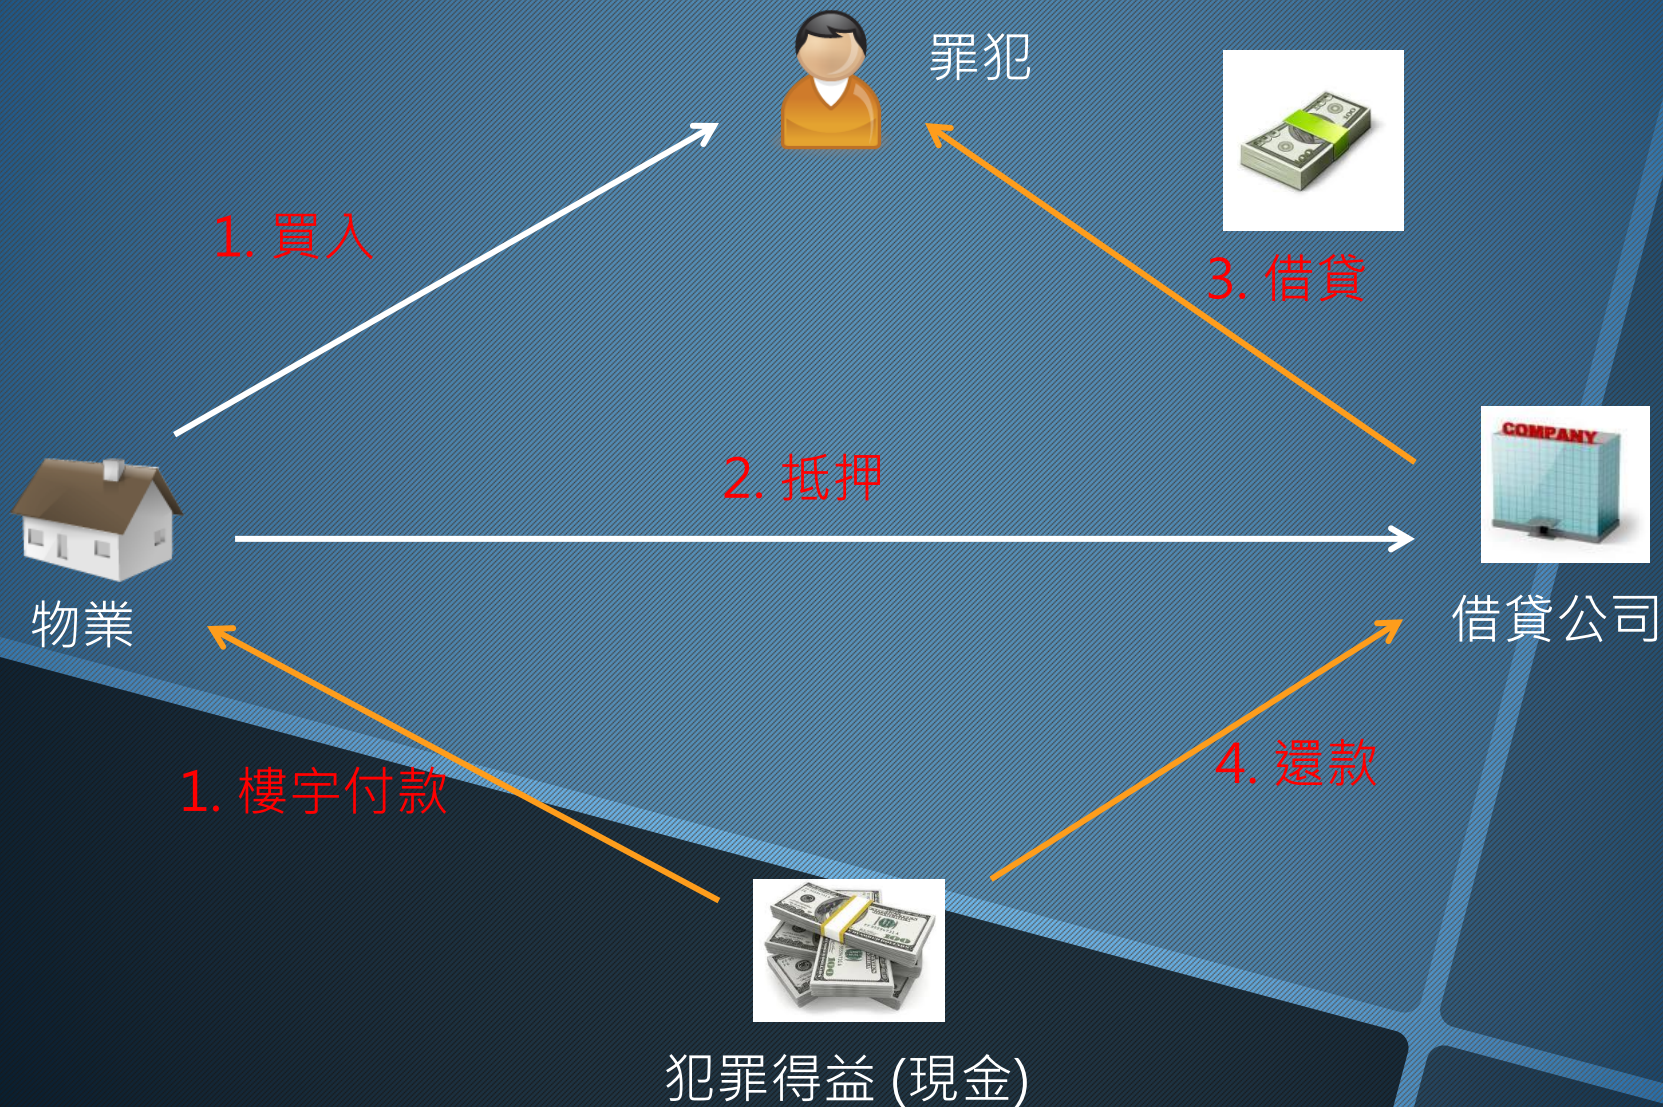 罪犯
1. 買入
3. 借貸
COMPANY
2. 抵押
物業
借貸公司
1. 樓宇付款
4. 還款
犯罪得益 (現金)